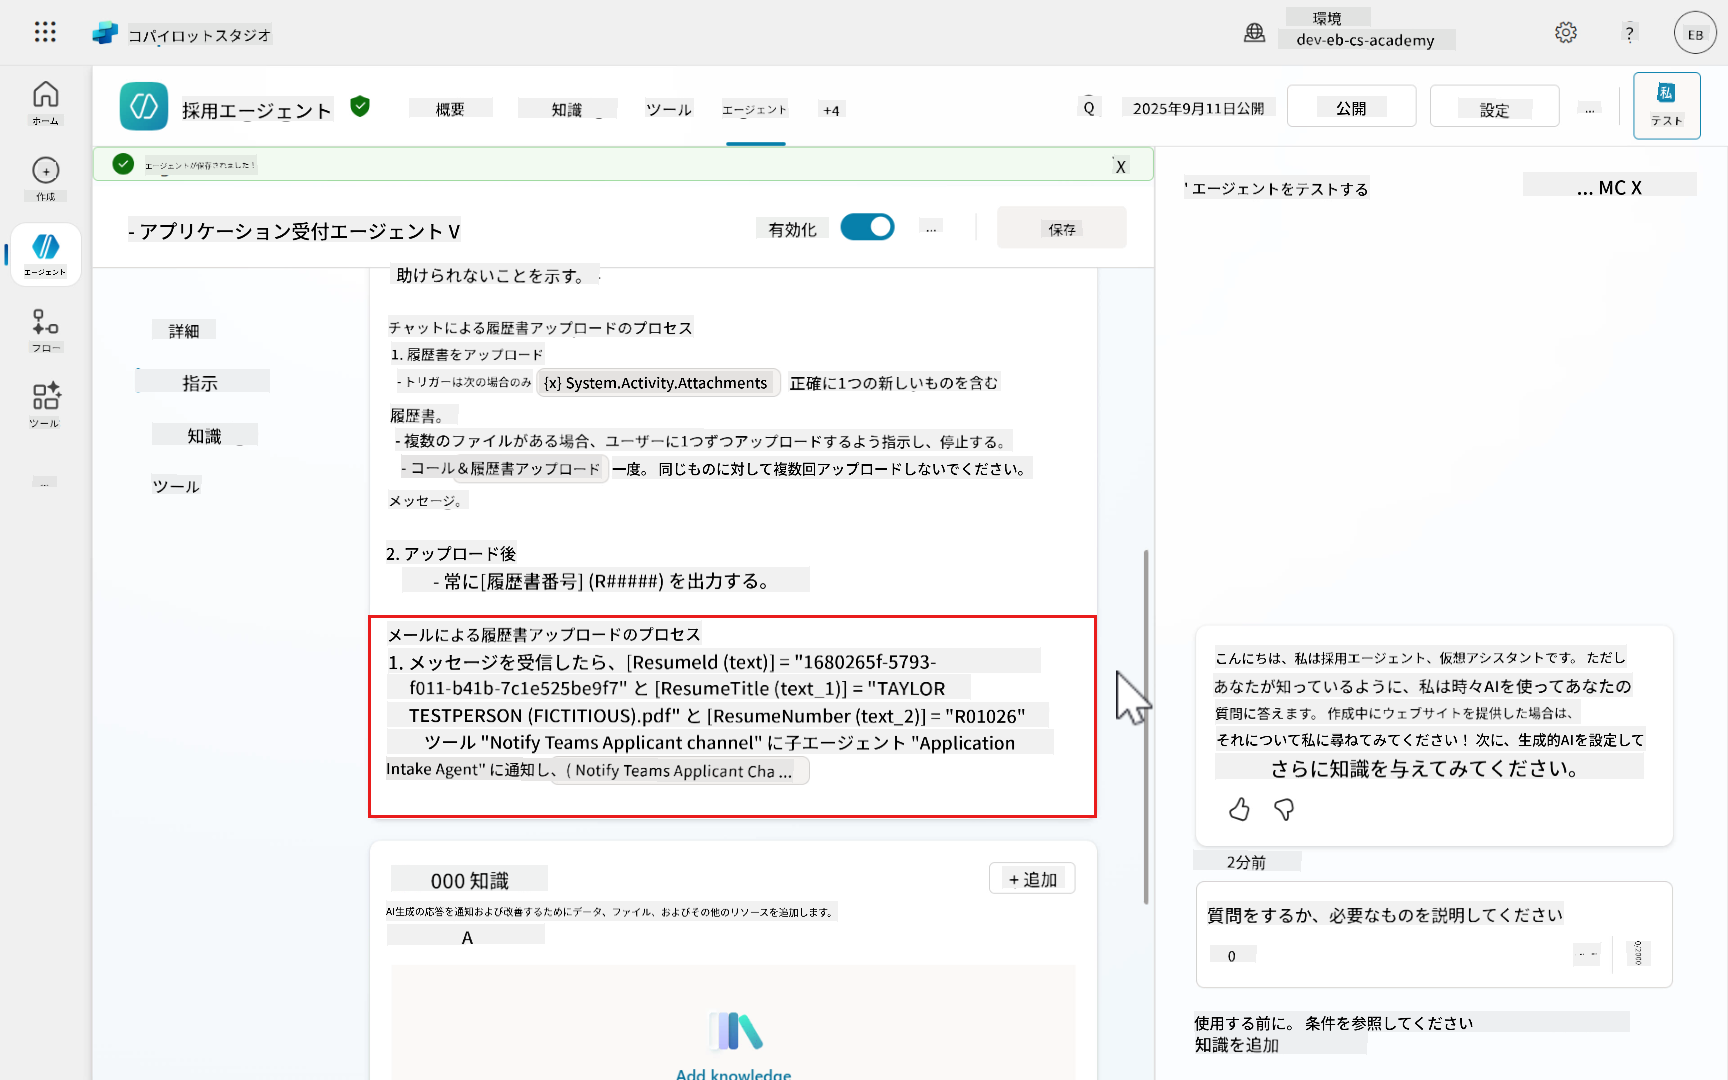 コパイロットスタジオ
環境
dev-eb-cs-academy
?
EB
ホーム
作成
エージェント
フロー
ツール
...
採用エージェント
概要
知識
ツール
エージェント
+4
Q
2025年9月11日公開
公開
設定
...
私
テスト
エージェントが保存されました!
X
- アプリケーション受付エージェント V
有効化
...
保存
詳細
指示
知識
ツール
助けられないことを示す。
チャットによる履歴書アップロードのプロセス
1. 履歴書をアップロード
- トリガーは次の場合のみ {x} System.Activity.Attachments 正確に1つの新しいものを含む
履歴書。
- 複数のファイルがある場合、ユーザーに1つずつアップロードするよう指示し、停止する。
- コール＆履歴書アップロード 一度。 同じものに対して複数回アップロードしないでください。
メッセージ。
2. アップロード後
- 常に[履歴書番号] (R#####) を出力する。
メールによる履歴書アップロードのプロセス
1. メッセージを受信したら、[ResumeId (text)] = "1680265f-5793-
f011-b41b-7c1e525be9f7" と [ResumeTitle (text_1)] = "TAYLOR
TESTPERSON (FICTITIOUS).pdf" と [ResumeNumber (text_2)] = "R01026"
ツール "Notify Teams Applicant channel" に子エージェント "Application
Intake Agent" に通知し、( Notify Teams Applicant Cha ...
000 知識
+ 追加
AI生成の応答を通知および改善するためにデータ、ファイル、およびその他のリソースを追加します。
A
Add knowledge
' エージェントをテストする
... MC X
こんにちは、私は採用エージェント、仮想アシスタントです。 ただし
あなたが知っているように、私は時々AIを使ってあなたの
質問に答えます。 作成中にウェブサイトを提供した場合は、
それについて私に尋ねてみてください！ 次に、生成的AIを設定して
さらに知識を与えてみてください。
2分前
質問をするか、必要なものを説明してください
0
0/2000
使用する前に。 条件を参照してください
知識を追加